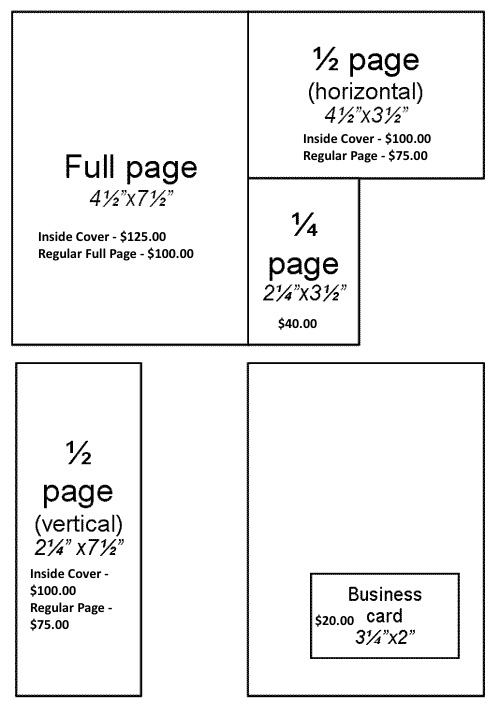 Full page
4½”x7½”
Inside Cover - $125.00
Regular Full Page - $100.00
½ page
(horizontal)
4½”x3½”
Inside Cover - $100.00
Regular Page - $75.00
¼
page
2¼”x3½”
$40.00
½
page
(vertical)
2¼” x7½”
Inside Cover -
$100.00
Regular Page -
$75.00
Business
$20.00 card
3¼”x2”